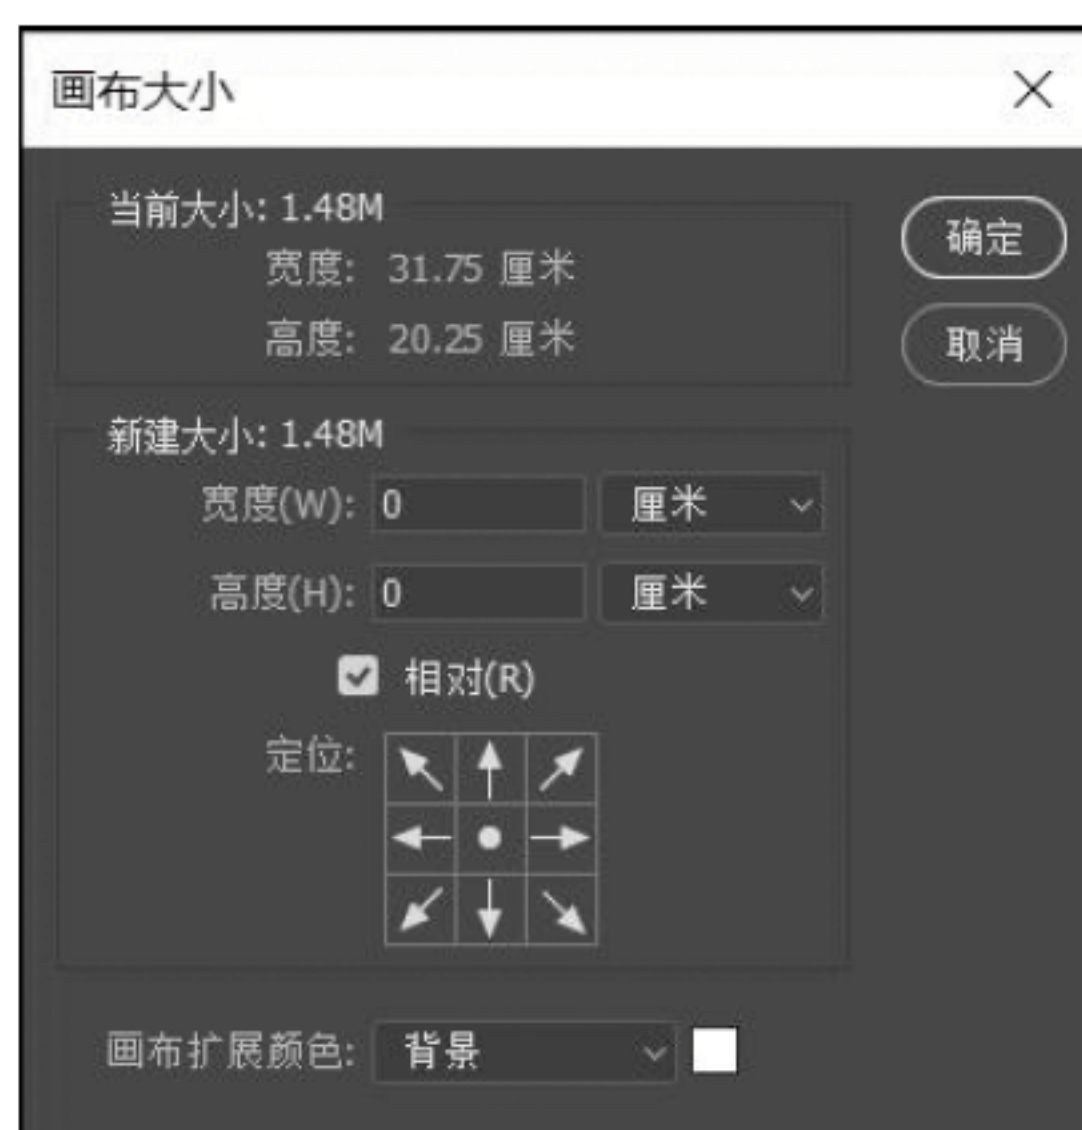 画布大小
当前大小: 1.48M
宽度: 31.75 厘米
高度: 20.25 厘米
确定
取消
新建大小: 1.48M
宽度(W): 0 厘米
高度(H): 0 厘米
相对(R)
定位:
画布扩展颜色: 背景